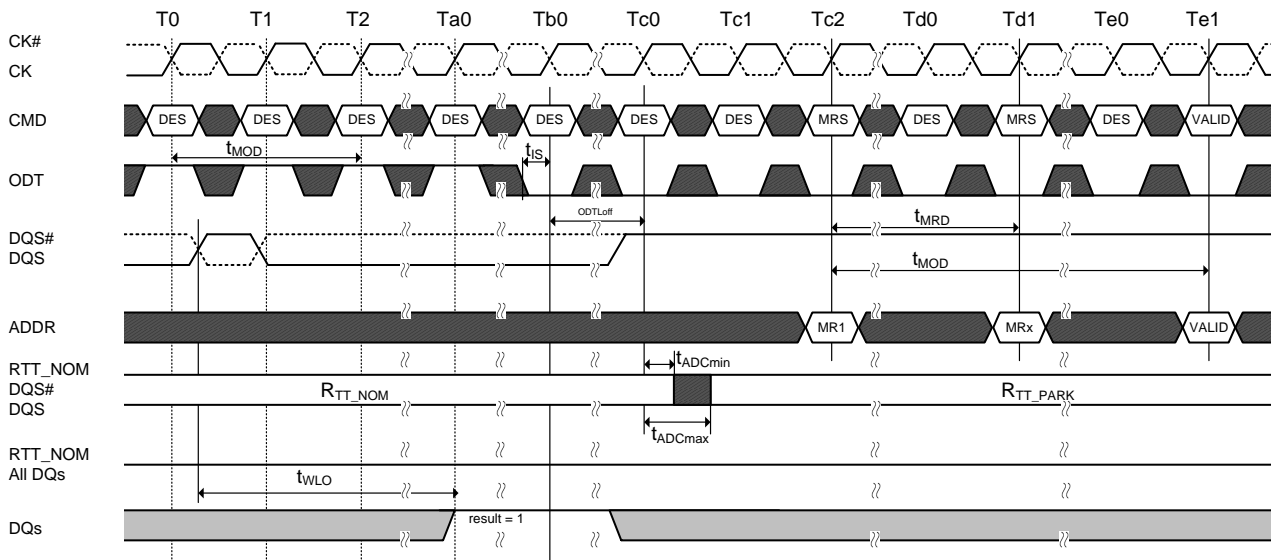 T0 T1 T2 Ta0 Tb0 Tc0 Tc1 Tc2 Td0 Td1 Te0 Te1
CK#
CK
CMD DES DES DES DES DES DES DES MRS DES MRS DES VALID
tMOD tIS
ODT
ODTLoff tMRD
DQS#
DQS
tMOD
ADDR MR1 MRx VALID
RTT_NOM tADCmin
DQS# RTT_NOM RTT_PARK
DQS
tADCmax
RTT_NOM
All DQs
tWLO
DQs result = 1